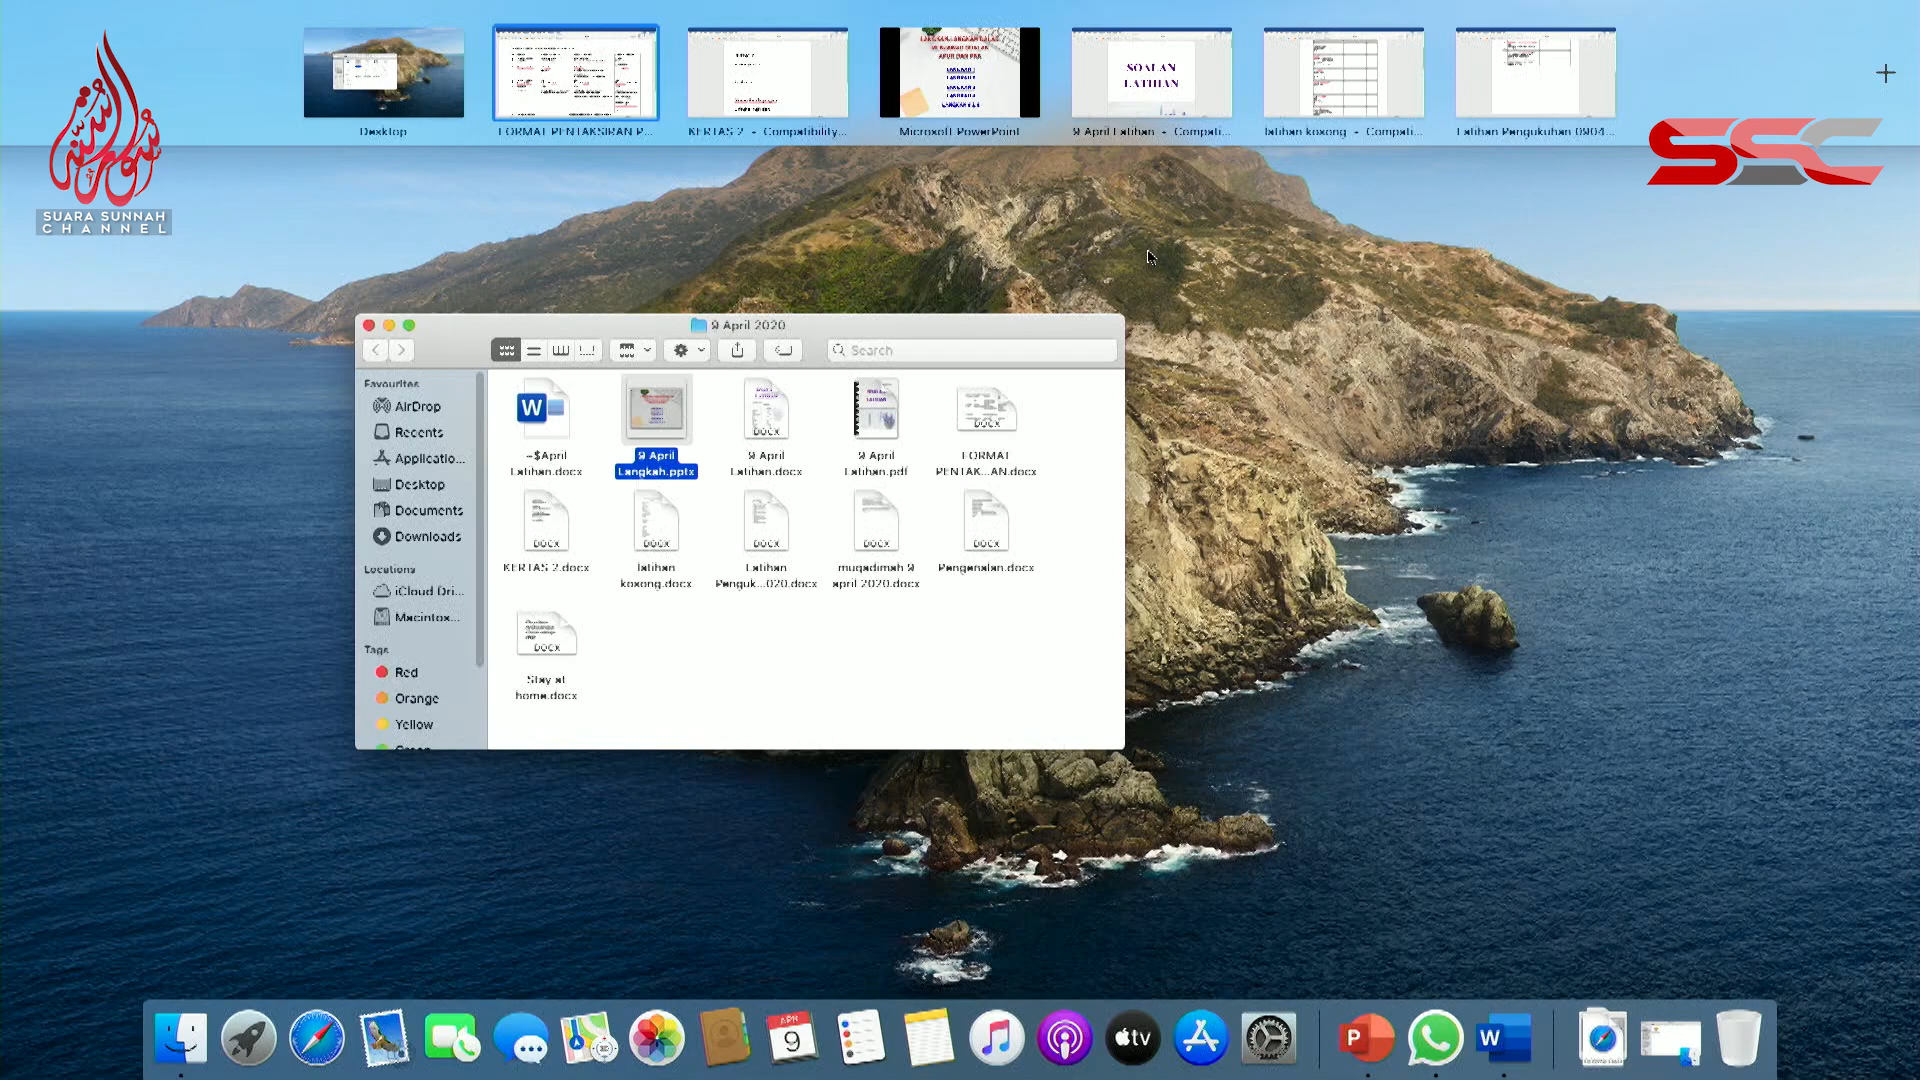 Desktop
FORMAT PENTAKSIRAN P...
KERTAS 2 - Compatibility...
Microsoft PowerPoint
9 April Latihan - Compati...
latihan kosong - Compati...
Latihan Pengukuhan 0904...
SOALAN
LATIHAN
SUARA SUNNAH
CHANNEL
SSC
9 April 2020
Search
Favourites
AirDrop
Recents
Applicatio...
Desktop
Documents
Downloads
Locations
iCloud Dri...
Macintos...
Tags
Red
Orange
Yellow
Green
~$April
Latihan.docx
9 April
Langkah.pptx
9 April
Latihan.docx
9 April
Latihan.pdf
FORMAT
PENTAK...AN.docx
KERTAS 2.docx
latihan
kosong.docx
Latihan
Penguk...020.docx
muqadimah 9
april 2020.docx
Pengenalan.docx
Stay at
home.docx
DOCX
DOCX
DOCX
DOCX
DOCX
DOCX
DOCX
DOCX
APR
9
tv
P
W